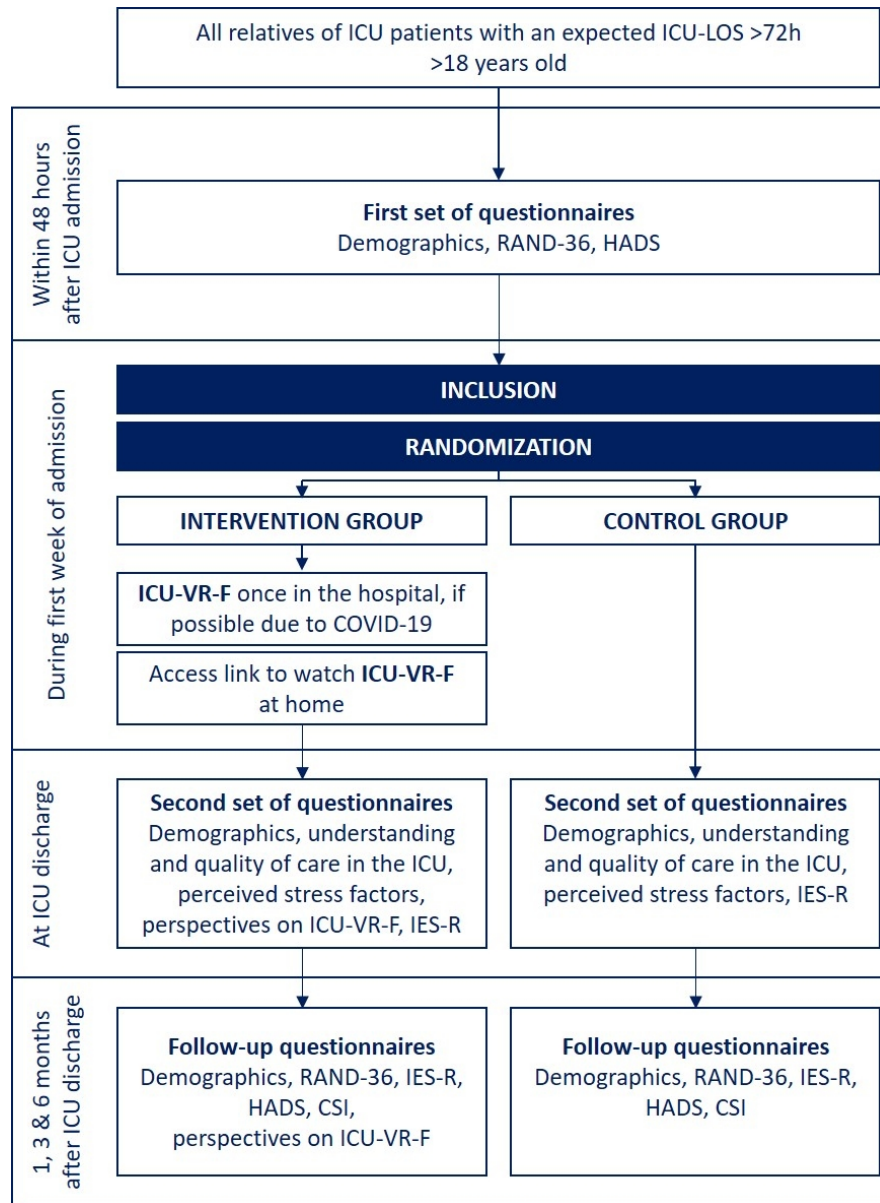 All relatives of ICU patients with an expected ICU-LOS >72h
>18 years old
Within 48 hours
after ICU admission
First set of questionnaires
Demographics, RAND-36, HADS
During first week of admission
INCLUSION
RANDOMIZATION
INTERVENTION GROUP
CONTROL GROUP
ICU-VR-F once in the hospital, if
possible due to COVID-19
Access link to watch ICU-VR-F
at home
At ICU discharge
Second set of questionnaires
Demographics, understanding
and quality of care in the ICU,
perceived stress factors,
perspectives on ICU-VR-F, IES-R
Second set of questionnaires
Demographics, understanding
and quality of care in the ICU,
perceived stress factors, IES-R
1, 3 & 6 months
after ICU discharge
Follow-up questionnaires
Demographics, RAND-36, IES-R,
HADS, CSI,
perspectives on ICU-VR-F
Follow-up questionnaires
Demographics, RAND-36, IES-R,
HADS, CSI